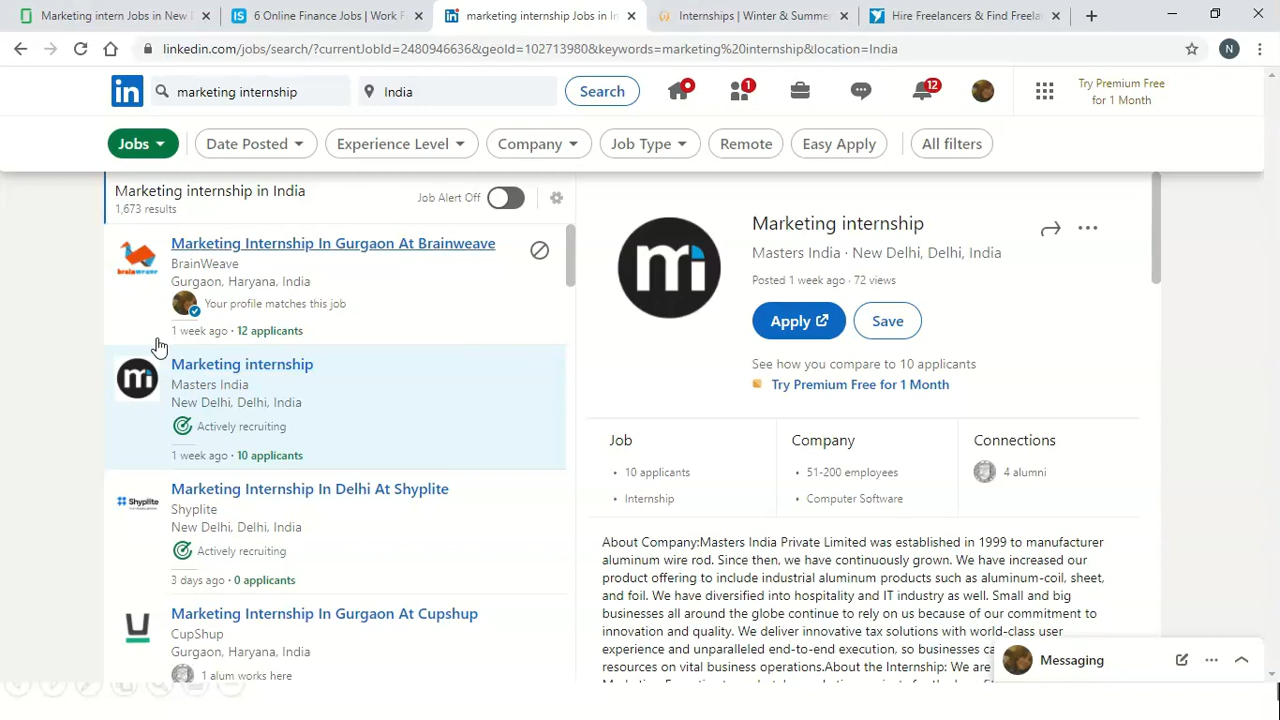 Marketing intern Jobs in New
6 Online Finance Jobs | Work F
marketing internship Jobs in In
Internships | Winter & Summer
Hire Freelancers & Find Freela
linkedin.com/jobs/search/?currentJobId=2480946636&geoId=102713980&keywords=marketing%20Internship&location=India
N
in
marketing internship
India
Search
1
12
Try Premium Free
for 1 Month
Jobs
Date Posted
Experience Level
Company
Job Type
Remote
Easy Apply
All filters
Marketing internship in India
1,673 results
Job Alert Off
Marketing Internship In Gurgaon At Brainweave
brainweave
BrainWeave
Gurgaon, Haryana, India
Your profile matches this job
1 week ago · 12 applicants
Marketing internship
mi
Masters India
New Delhi, Delhi, India
Actively recruiting
1 week ago · 10 applicants
Marketing Internship In Delhi At Shyplite
Shyplite
Shyplite
New Delhi, Delhi, India
Actively recruiting
3 days ago · 0 applicants
Marketing Internship In Gurgaon At Cupshup
CupShup
Gurgaon, Haryana, India
1 alum works here
mi
Marketing internship
Masters India · New Delhi, Delhi, India
Posted 1 week ago · 72 views
Apply
Save
See how you compare to 10 applicants
Try Premium Free for 1 Month
Job
10 applicants
Internship
Company
51-200 employees
Computer Software
Connections
4 alumni
About Company:Masters India Private Limited was established in 1999 to manufacturer
aluminum wire rod. Since then, we have continuously grown. We have increased our
product offering to include industrial aluminum products such as aluminum-coil, sheet,
and foil. We have diversified into hospitality and IT industry as well. Small and big
businesses all around the globe continue to rely on us because of our commitment to
innovation and quality. We deliver innovative tax solutions with world-class user
experience and unparalleled end-to-end execution, so businesses ca
resources on vital business operations.About the Internship: We are
Messaging